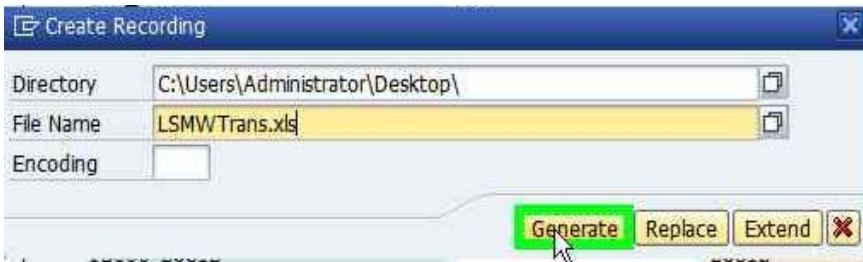 Create Recording
Directory C:\Users\Administrator\Desktop\
File Name LSMWTrans.xls
Encoding
Generate Replace Extend